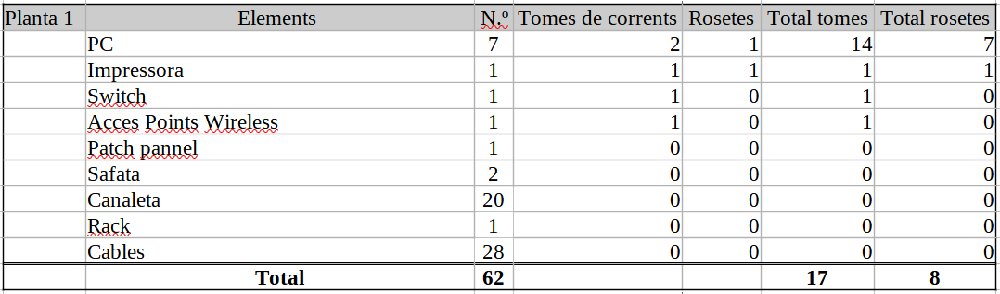 Planta 1 Elements N.º Tomes de corrents Rosetes Total tomes Total rosetes
PC 7 2 1 14 7
Impressora 1 1 1 1 1
Switch 1 1 0 1 0
Acces Points Wireless 1 1 0 1 0
Patch pannel 1 0 0 0 0
Safata 2 0 0 0 0
Canaleta 20 0 0 0 0
Rack 1 0 0 0 0
Cables 28 0 0 0 0
Total 62 17 8